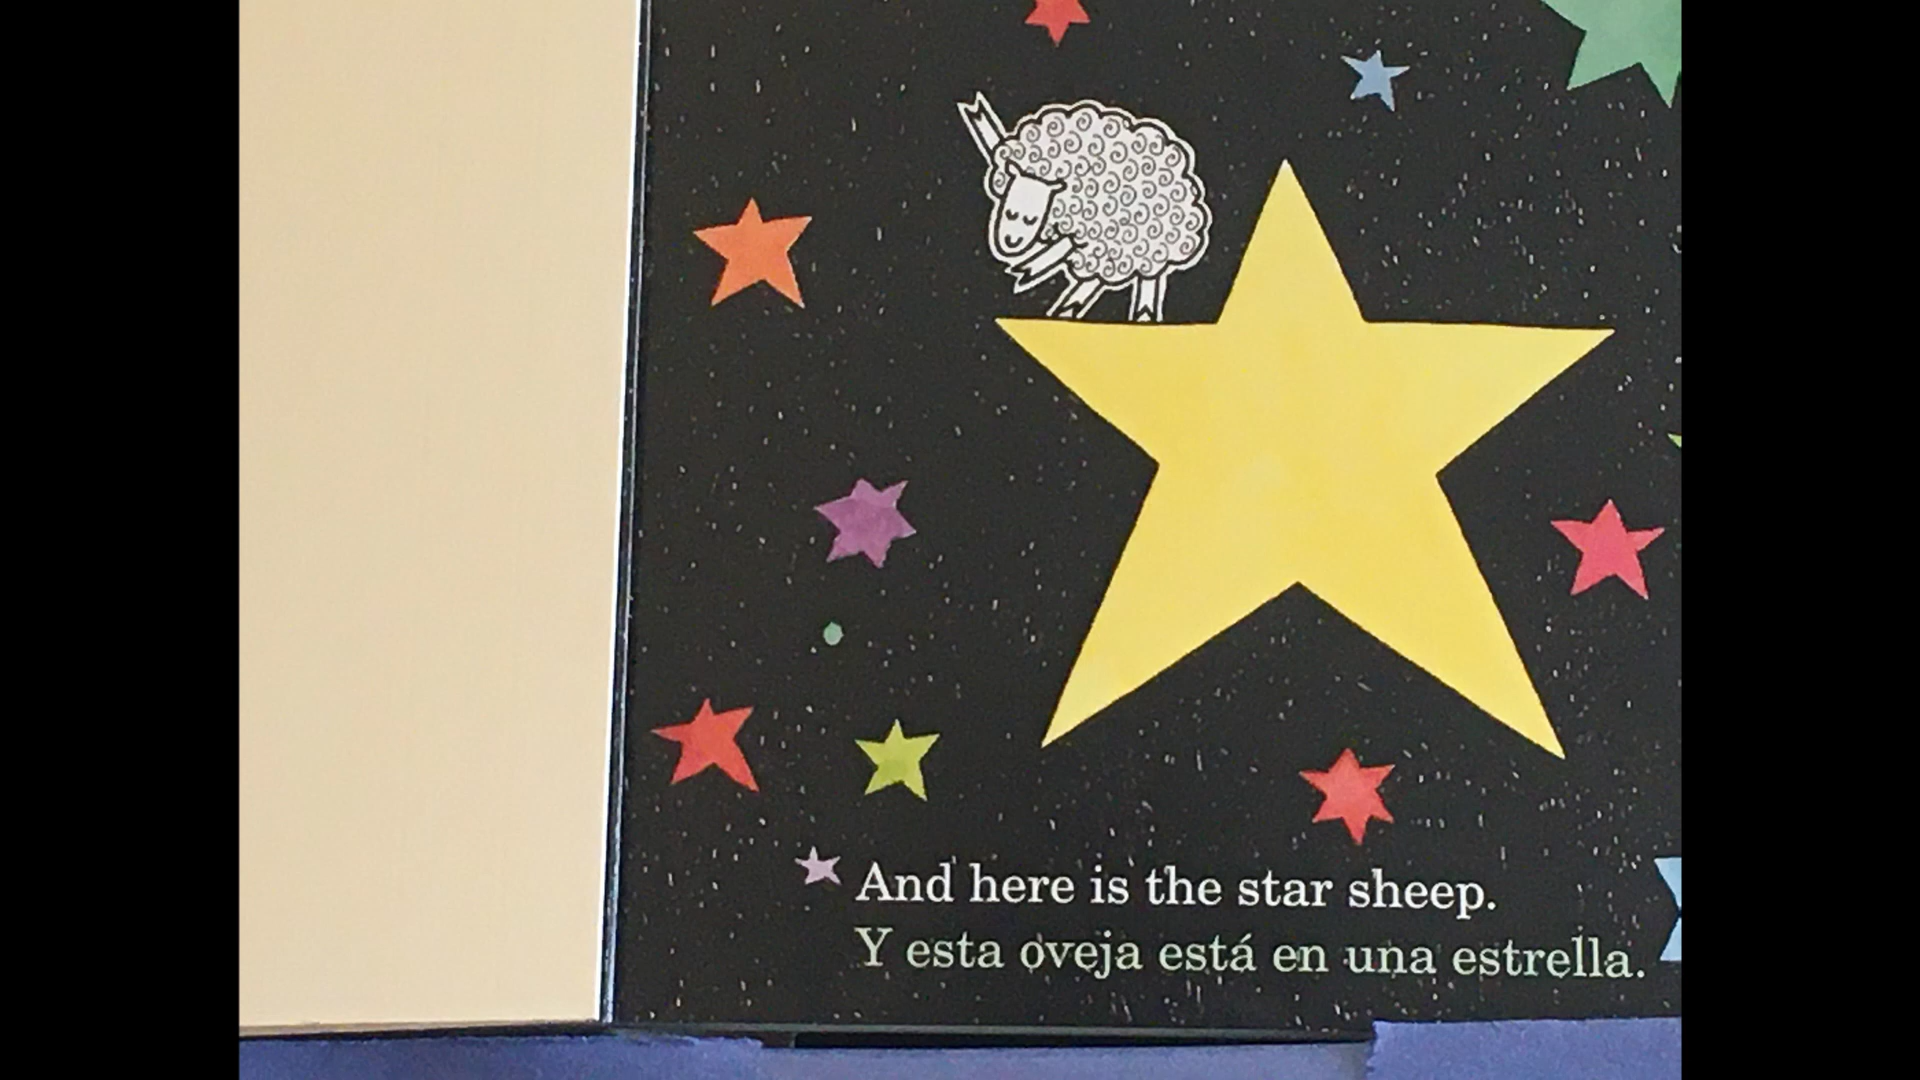 And here is the star sheep.
Y esta oveja está en una estrella.